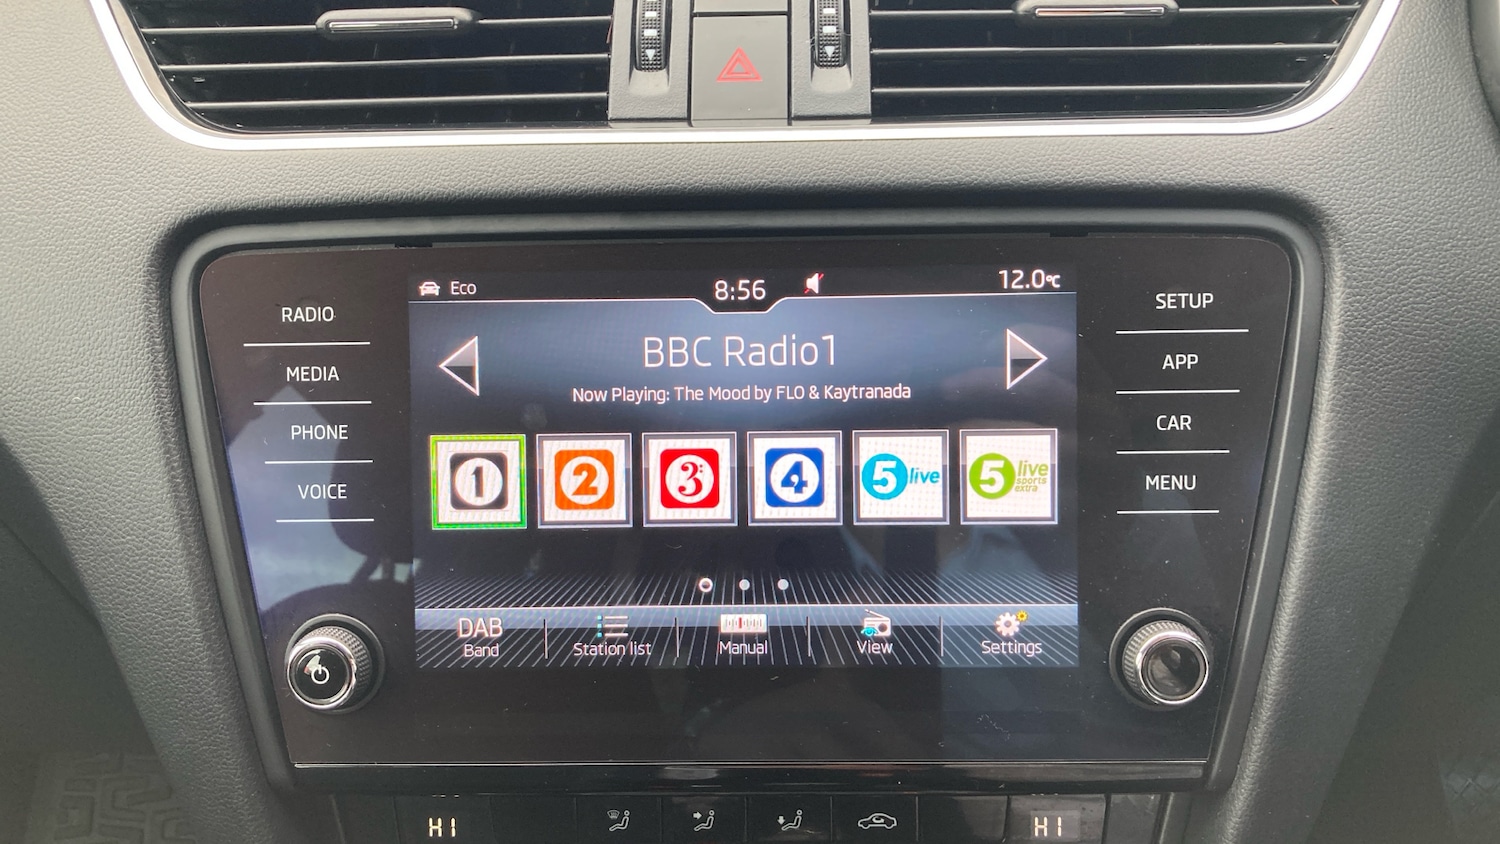 Eco
8:56
12.0°C
RADIO
MEDIA
PHONE
VOICE
SETUP
APP
CAR
MENU
BBC Radio1
Now Playing: The Mood by FLO & Kaytranada
1
2
3
4
5 live
5 live
sports
extra
DAB
Band
Station list
Manual
View
Settings
HI
HI